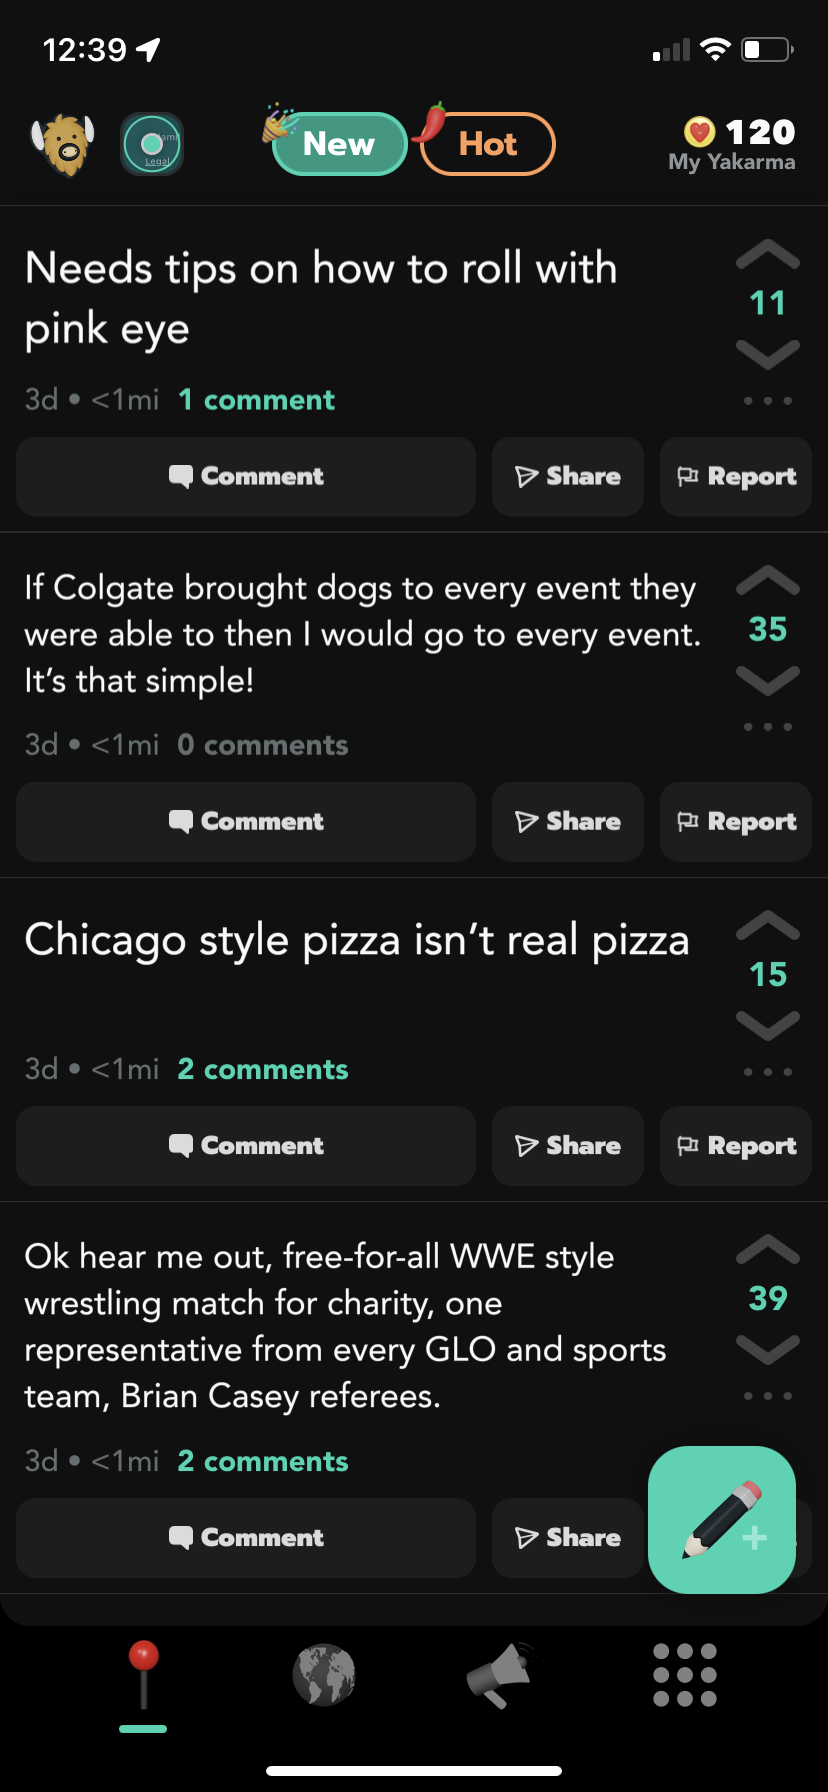 12:39
Legal
New
Hot
120
My Yakarma
Needs tips on how to roll with
pink eye
11
3d • <1mi 1 comment
Comment
Share
Report
If Colgate brought dogs to every event they
were able to then I would go to every event.
It’s that simple!
35
3d • <1mi 0 comments
Comment
Share
Report
Chicago style pizza isn’t real pizza
15
3d • <1mi 2 comments
Comment
Share
Report
Ok hear me out, free-for-all WWE style
wrestling match for charity, one
representative from every GLO and sports
team, Brian Casey referees.
39
3d • <1mi 2 comments
Comment
Share